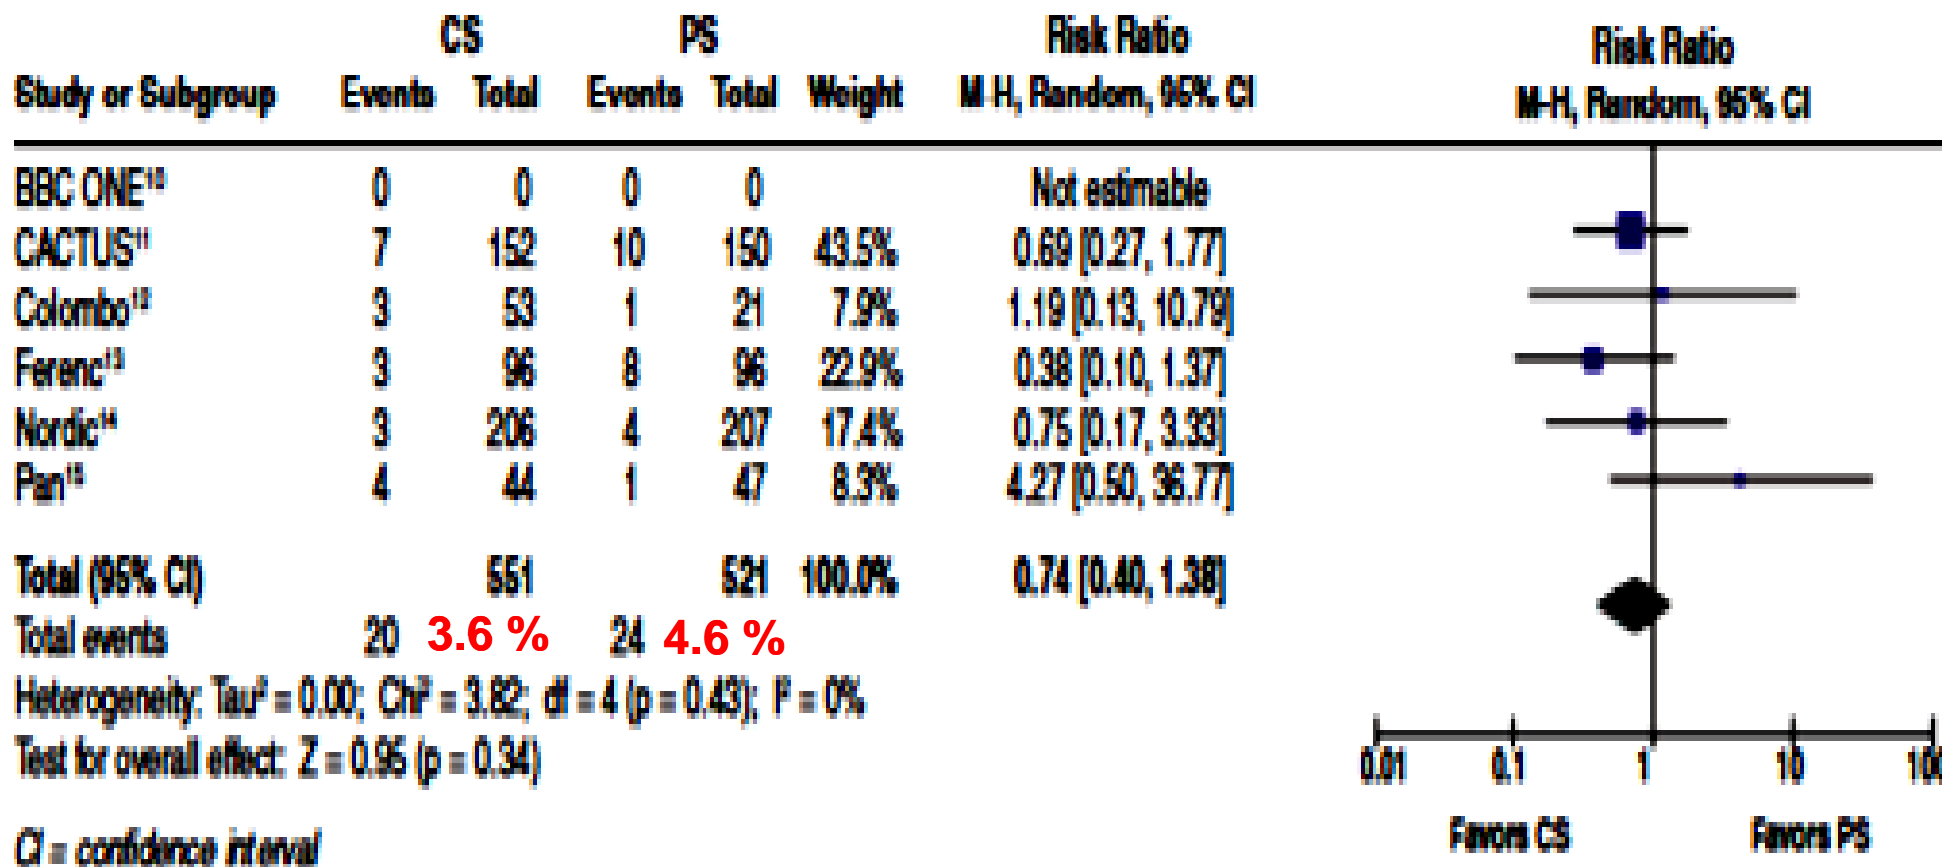 CS PS Risk Ratio Risk Ratio
Study or Subgroup Events Total Events Total Weight M-H, Random, 95% CI M-H, Random, 95% CI
BBC ONE¹⁰ 0 0 0 0 Not estimable
CACTUS¹¹ 7 152 10 150 43.5% 0.69 [0.27, 1.77]
Colombo¹² 3 53 1 21 7.9% 1.19 [0.13, 10.79]
Ferenc¹³ 3 96 8 96 22.9% 0.38 [0.10, 1.37]
Nordic¹⁴ 3 206 4 207 17.4% 0.75 [0.17, 3.33]
Pan¹⁵ 4 44 1 47 8.3% 4.27 [0.50, 36.77]
Total (95% CI) 551 521 100.0% 0.74 [0.40, 1.38]
Total events 20 3.6 % 24 4.6 %
Heterogeneity: Tau² = 0.00; Chi² = 3.82; df = 4 (p = 0.43); I² = 0%
Test for overall effect: Z = 0.95 (p = 0.34)
0.01 0.1 1 10 100
Favors CS Favors PS
CI = confidence interval